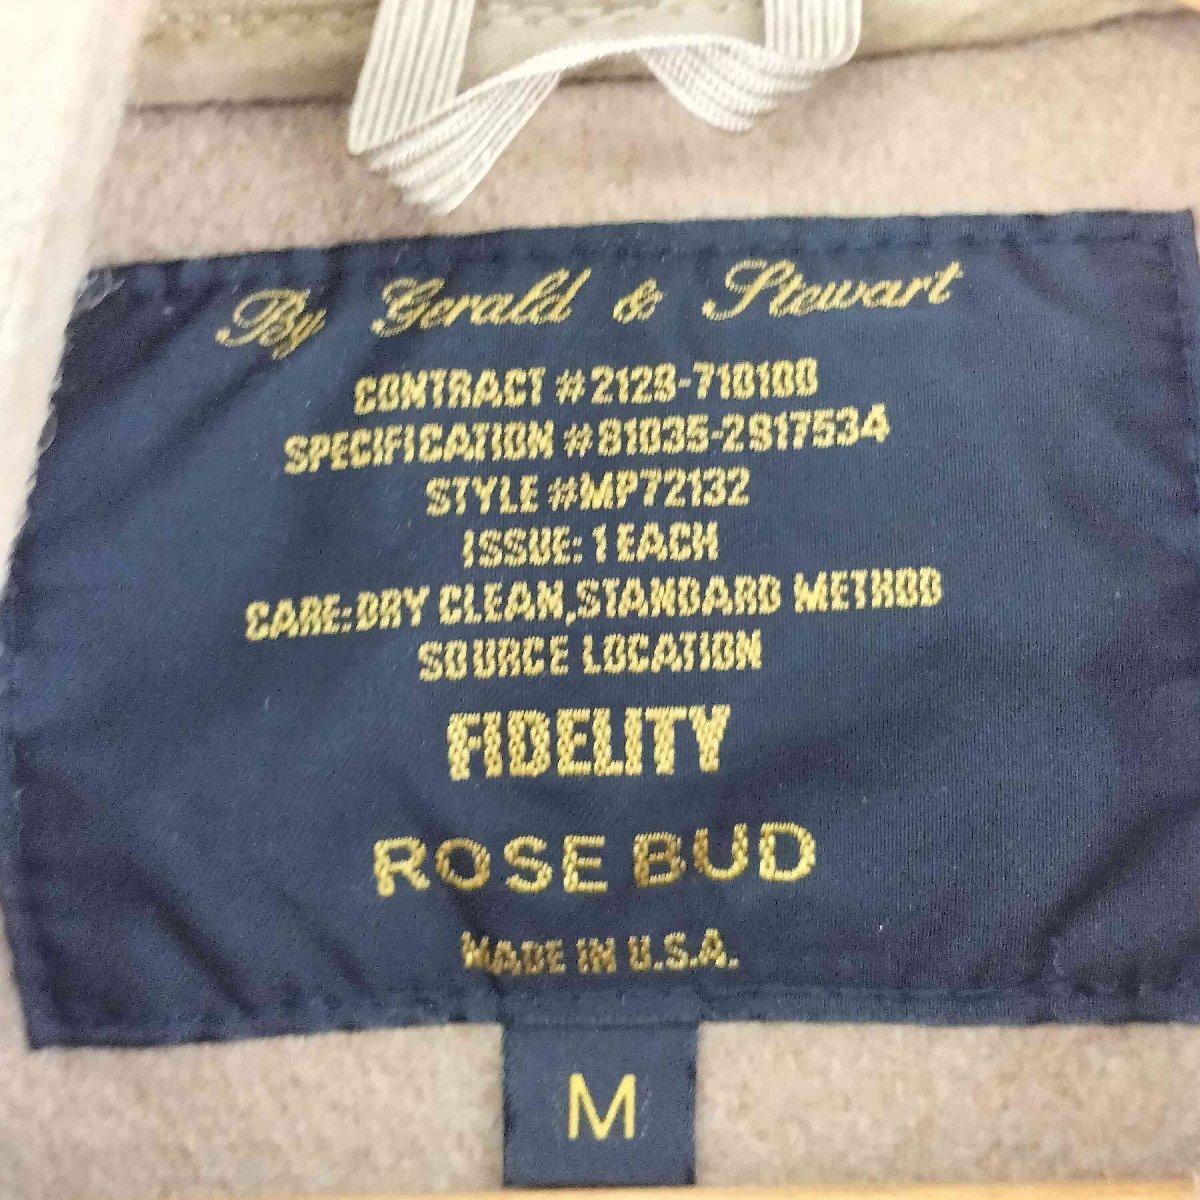 By Gerald & Stewart
CONTRACT #2129-710100
SPECIFICATION #81035-2917534
STYLE #MP72132
ISSUE: 1 EACH
CARE:DRY CLEAN,STANDARD METHOD
SOURCE LOCATION
FIDELITY
ROSE BUD
MADE IN U.S.A.
M